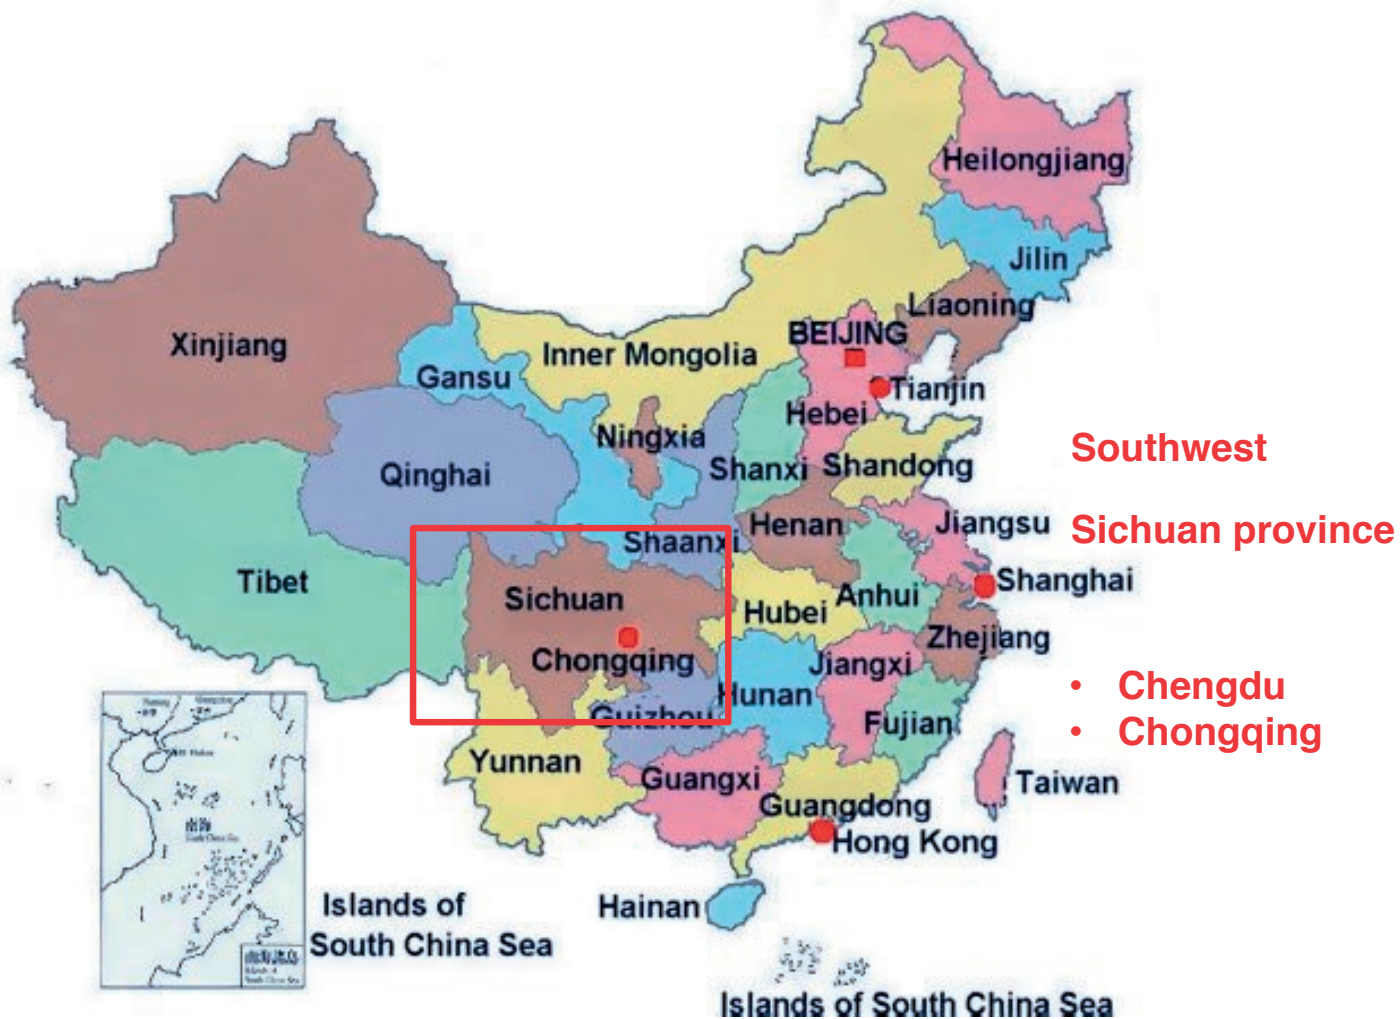 Heilongjiang
Jilin
Liaoning
BEIJING
Xinjiang
Inner Mongolia
Gansu
Tianjin
Hebei
Ningxia
Southwest
Shanxi
Shandong
Qinghai
Henan
Jiangsu
Sichuan province
Shaanxi
Tibet
Shanghai
Sichuan
Anhui
Hubei
Zhejiang
Chongqing
Jiangxi
• Chengdu
Hunan
Guizhou
Fujian
• Chongqing
Yunnan
Guangxi
Taiwan
Guangdong
南海
Hong Kong
Islands of
South China Sea
Hainan
Islands of South China Sea